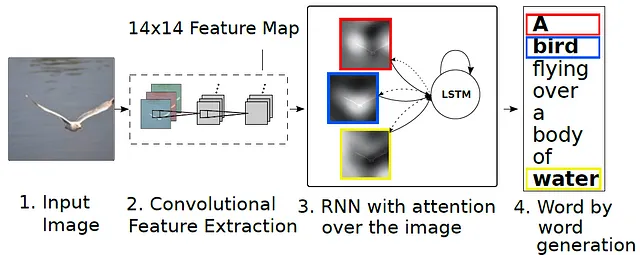 14x14 Feature Map
LSTM
A
bird
flying
over
a
body
of
water
1. Input
Image
2. Convolutional
Feature Extraction
3. RNN with attention
over the image
4. Word by
word
generation